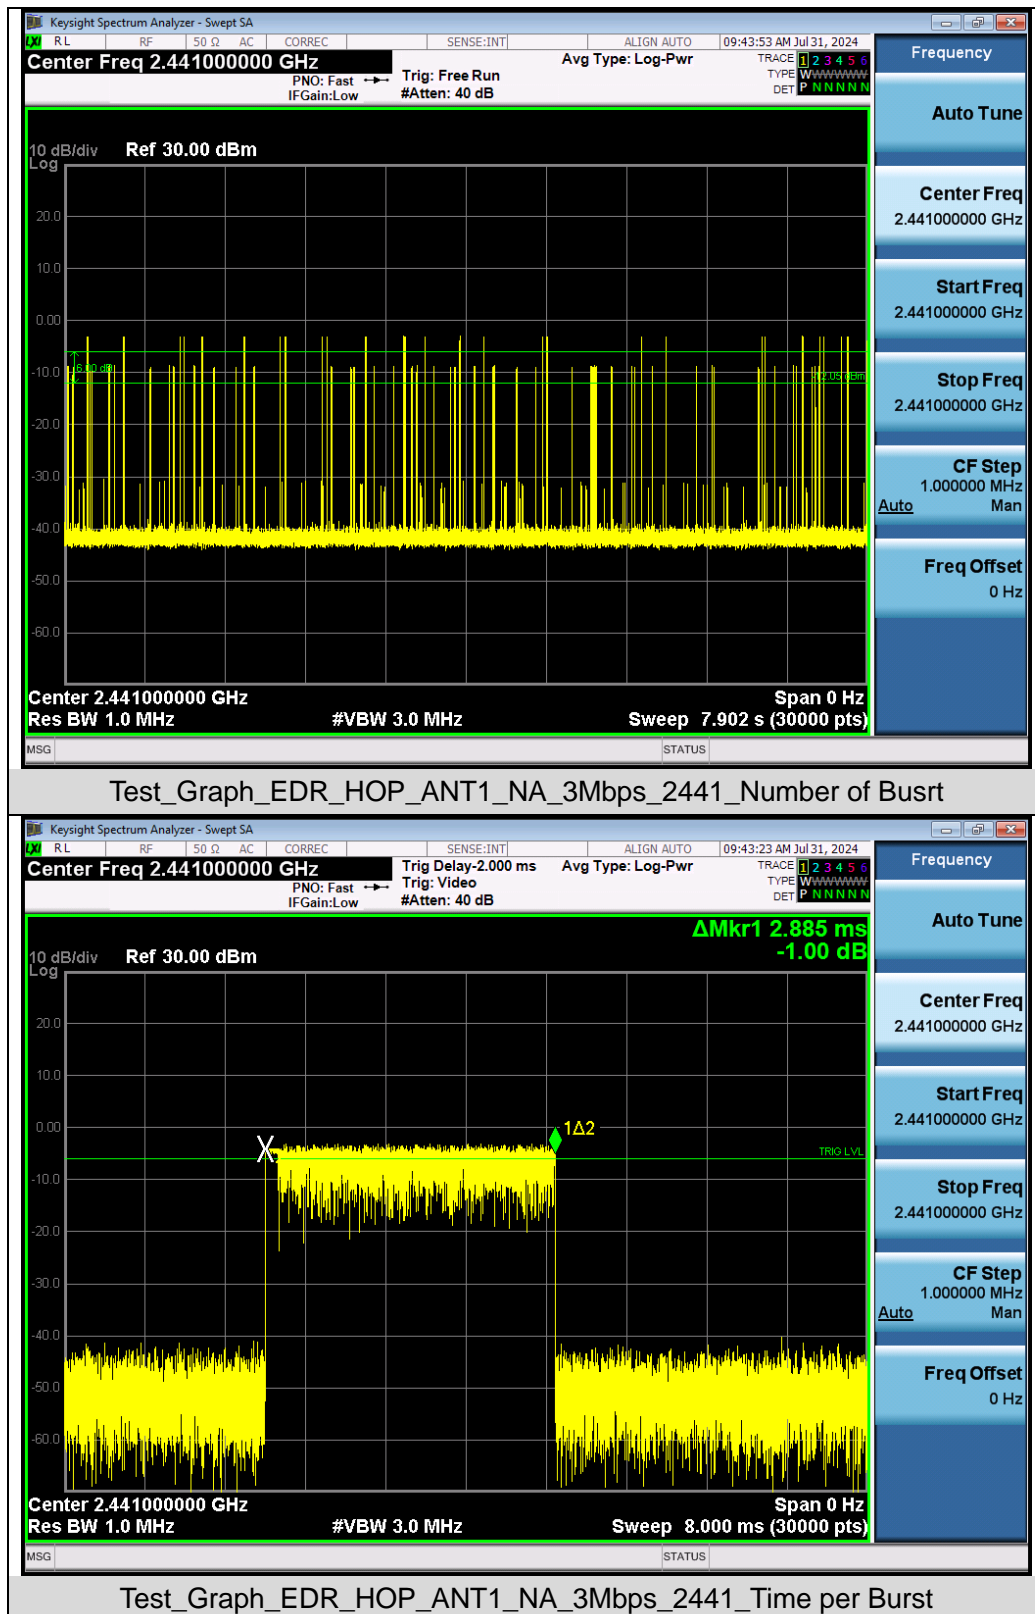 Keysight Spectrum Analyzer - Swept SA
LXI RL RF 50 Ω AC CORREC SENSE:INT ALIGN AUTO 09:43:53 AM Jul 31, 2024
Center Freq 2.441000000 GHz
PNO: Fast
IFGain:Low
Trig: Free Run
#Atten: 40 dB
Avg Type: Log-Pwr
TRACE 1 2 3 4 5 6
TYPE WWWWWW
DET P NNNNN
Frequency
Auto Tune
10 dB/div Ref 30.00 dBm
Log
Center Freq
2.441000000 GHz
20.0
10.0
Start Freq
2.441000000 GHz
0.00
6.00 dB
-12.05 dBm
-10.0
Stop Freq
2.441000000 GHz
-20.0
-30.0
CF Step
1.000000 MHz
Auto Man
-40.0
-50.0
Freq Offset
0 Hz
-60.0
Center 2.441000000 GHz Span 0 Hz
Res BW 1.0 MHz #VBW 3.0 MHz Sweep 7.902 s (30000 pts)
MSG STATUS
Test_Graph_EDR_HOP_ANT1_NA_3Mbps_2441_Number of Busrt
Keysight Spectrum Analyzer - Swept SA
LXI RL RF 50 Ω AC CORREC SENSE:INT ALIGN AUTO 09:43:23 AM Jul 31, 2024
Center Freq 2.441000000 GHz
PNO: Fast
IFGain:Low
Trig Delay-2.000 ms
Trig: Video
#Atten: 40 dB
Avg Type: Log-Pwr
TRACE 1 2 3 4 5 6
TYPE WWWWWW
DET P NNNNN
Frequency
Auto Tune
ΔMkr1 2.885 ms
-1.00 dB
10 dB/div Ref 30.00 dBm
Log
Center Freq
2.441000000 GHz
20.0
10.0
Start Freq
2.441000000 GHz
0.00
1Δ2
TRIG LVL
-10.0
Stop Freq
2.441000000 GHz
-20.0
-30.0
CF Step
1.000000 MHz
Auto Man
-40.0
-50.0
Freq Offset
0 Hz
-60.0
Center 2.441000000 GHz Span 0 Hz
Res BW 1.0 MHz #VBW 3.0 MHz Sweep 8.000 ms (30000 pts)
MSG STATUS
Test_Graph_EDR_HOP_ANT1_NA_3Mbps_2441_Time per Burst